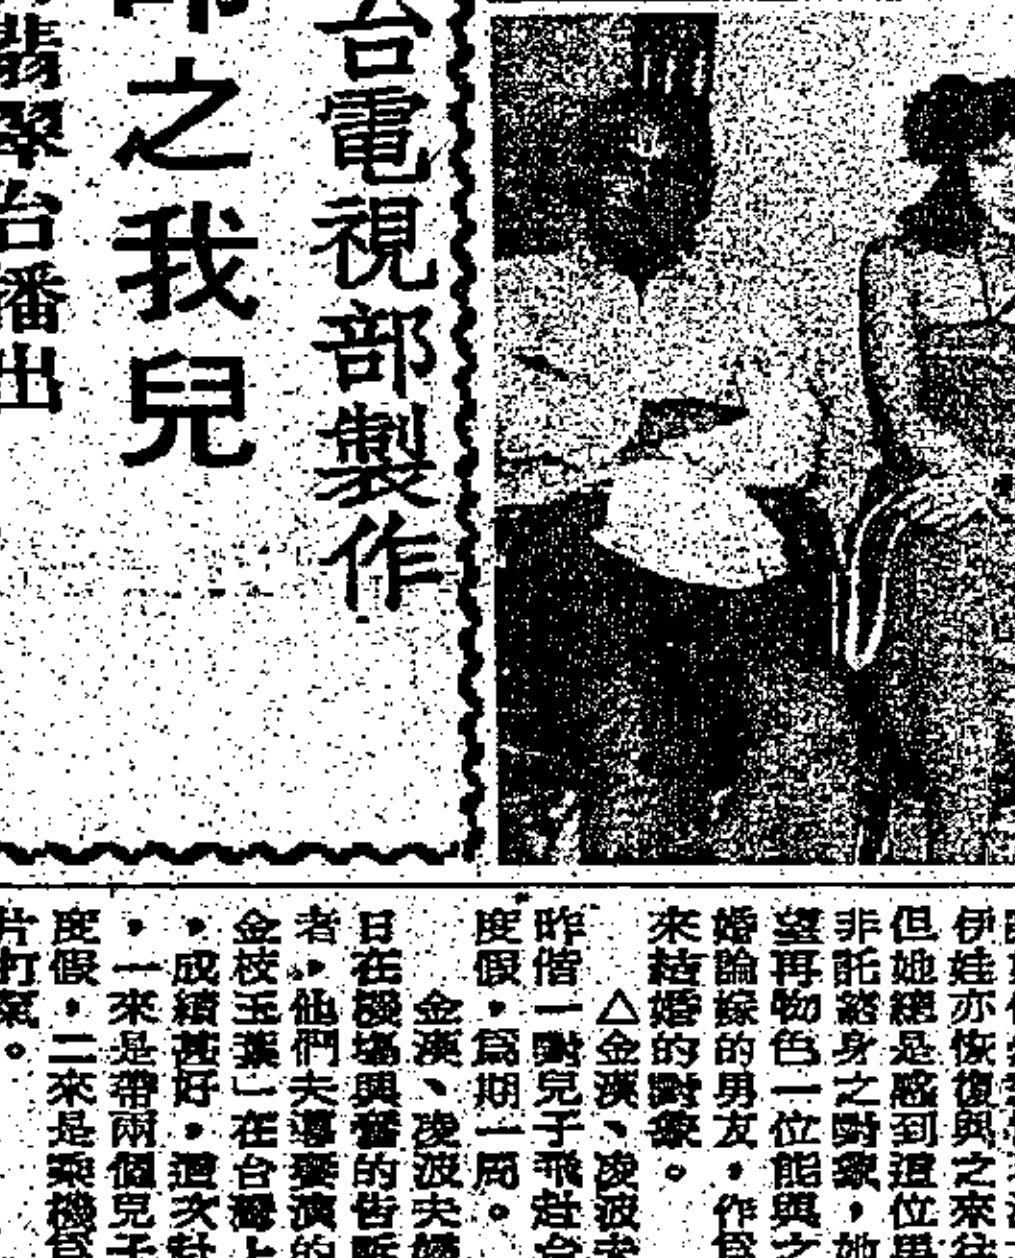 台電視部製作
之我兒
翡翠台播出
伊娃亦恢復與之來往
但她總是感到這位男
非託終身之對象，她
望再物色一位能與之
婚論嫁的男友，作為
來結婚的對象。
△金漢、凌波夫
昨偕一對兒子飛赴台
度假，為期一周。
金漢、凌波夫婦
日在機場興奮的告訴
者，他們夫導妻演的
金枝玉葉」在台灣上
，成績甚好，這次赴
，一來是帶兩個兒子
度假，二來是乘機為
片打氣。